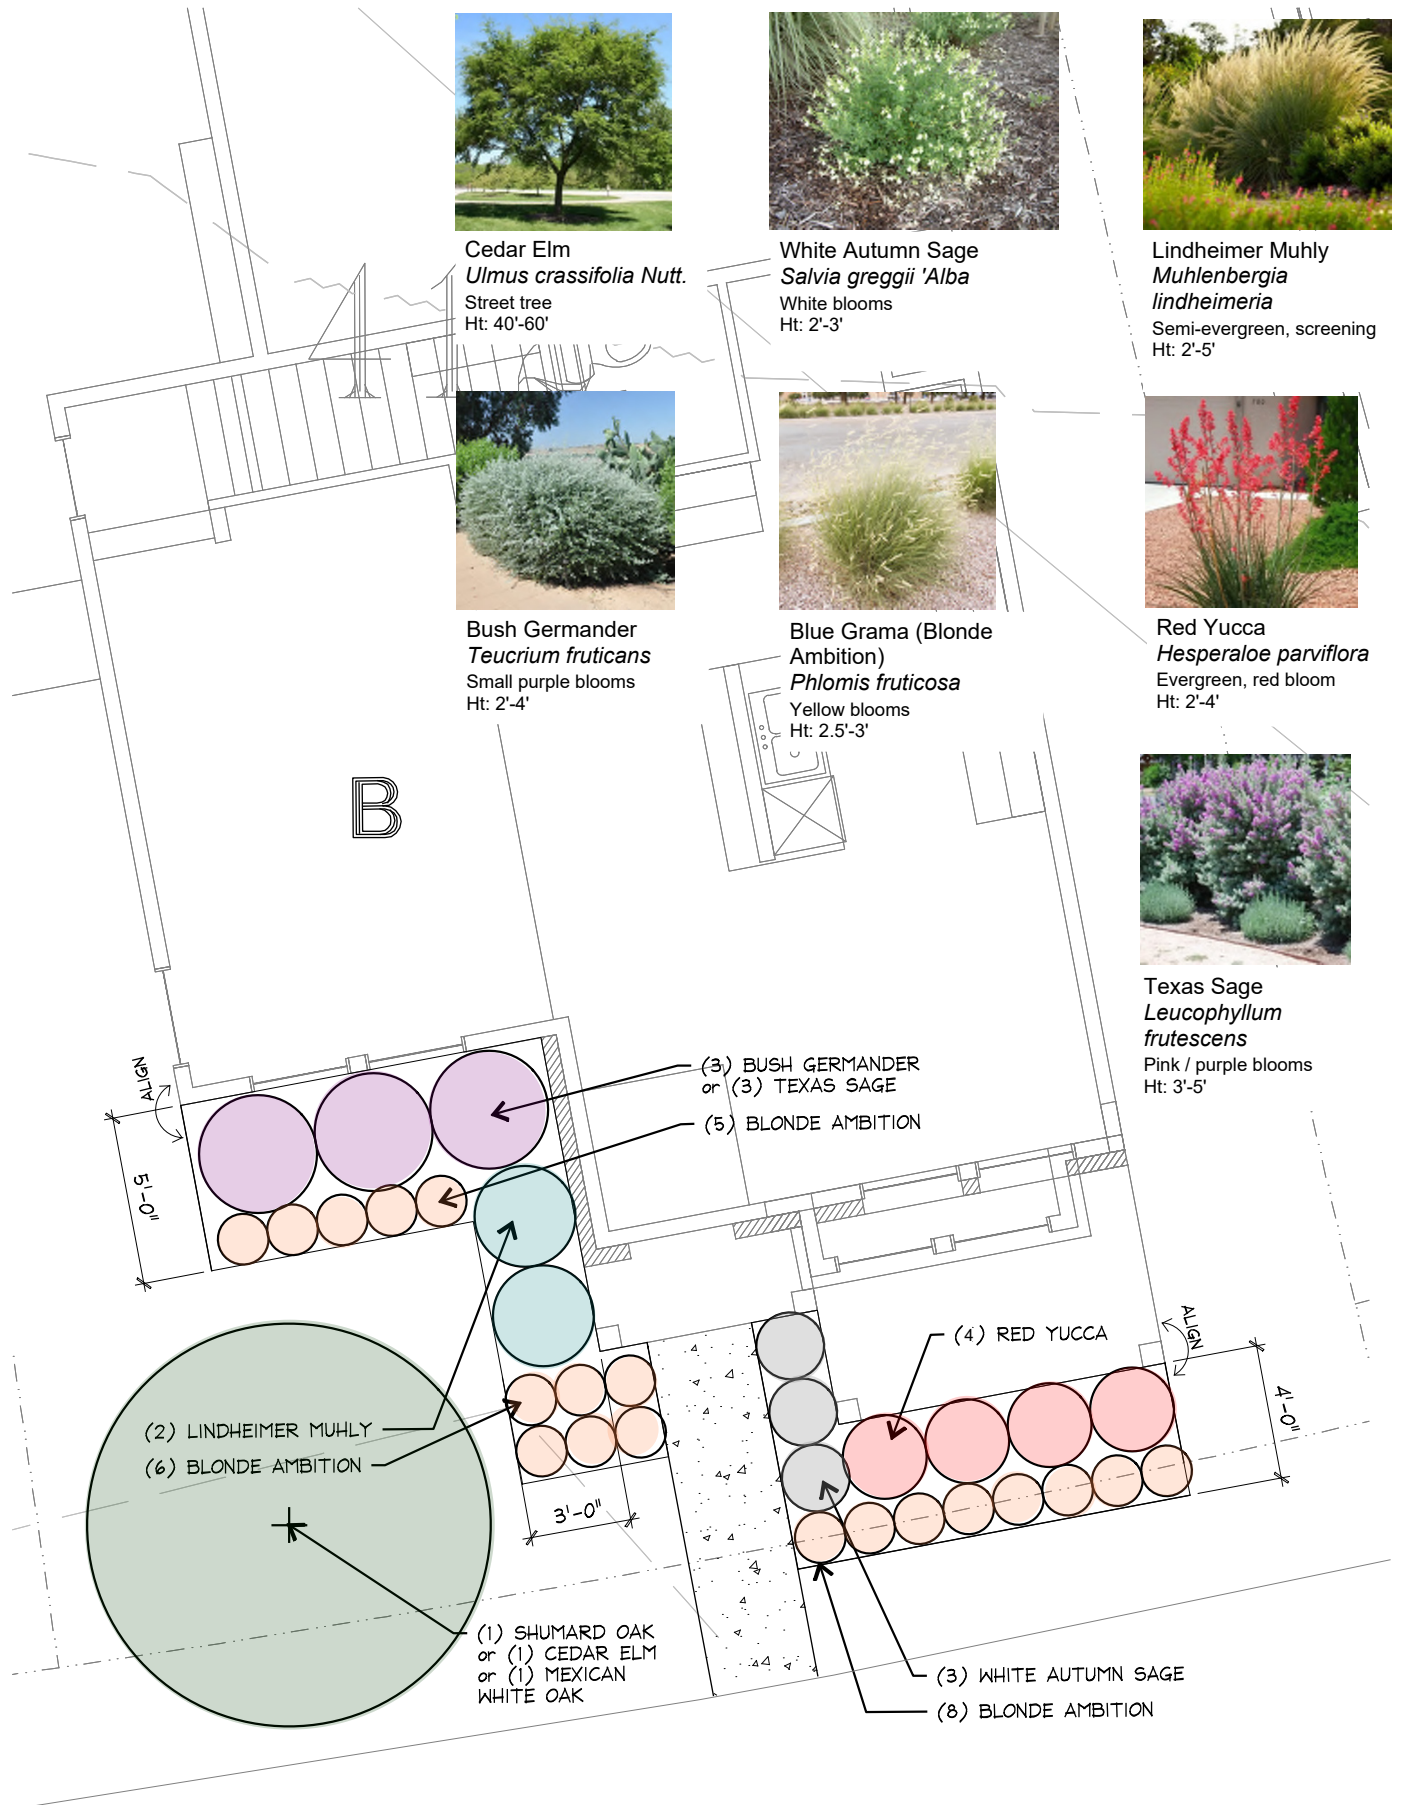 Cedar Elm
Ulmus crassifolia Nutt.
Street tree
Ht: 40'-60'
White Autumn Sage
Salvia greggii 'Alba
White blooms
Ht: 2'-3'
Lindheimer Muhly
Muhlenbergia
lindheimeria
Semi-evergreen, screening
Ht: 2'-5'
Bush Germander
Teucrium fruticans
Small purple blooms
Ht: 2'-4'
Blue Grama (Blonde
Ambition)
Phlomis fruticosa
Yellow blooms
Ht: 2.5'-3'
Red Yucca
Hesperaloe parviflora
Evergreen, red bloom
Ht: 2'-4'
Texas Sage
Leucophyllum
frutescens
Pink / purple blooms
Ht: 3'-5'
B
ALIGN
5'-0"
(3) BUSH GERMANDER
or (3) TEXAS SAGE
(5) BLONDE AMBITION
(4) RED YUCCA
ALIGN
4'-0"
(2) LINDHEIMER MUHLY
(6) BLONDE AMBITION
3'-0"
(1) SHUMARD OAK
or (1) CEDAR ELM
or (1) MEXICAN
WHITE OAK
(3) WHITE AUTUMN SAGE
(8) BLONDE AMBITION